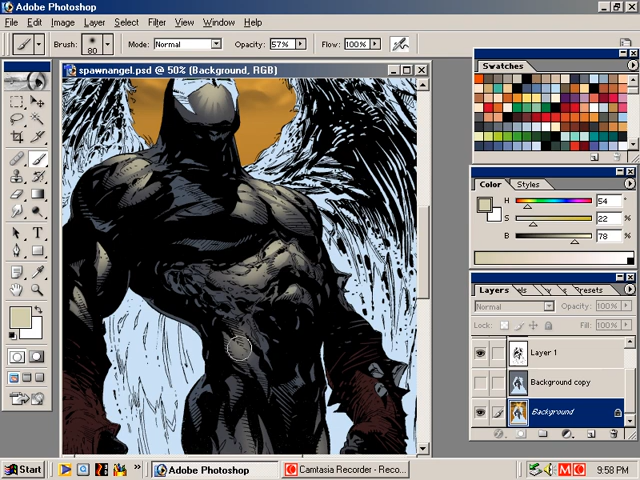 Adobe Photoshop
File Edit Image Layer Select Filter View Window Help
Brush: 80 Mode: Normal Opacity: 57% Flow: 100%
spawnangel.psd @ 50% (Background, RGB)
Swatches
Color Styles
H 54 °
S 22 %
B 78 %
Layers
Normal Opacity: 100%
Lock: Fill: 100%
Layer 1
Background copy
Background
Start Adobe Photoshop Camtasia Recorder - Reco... 9:58 PM